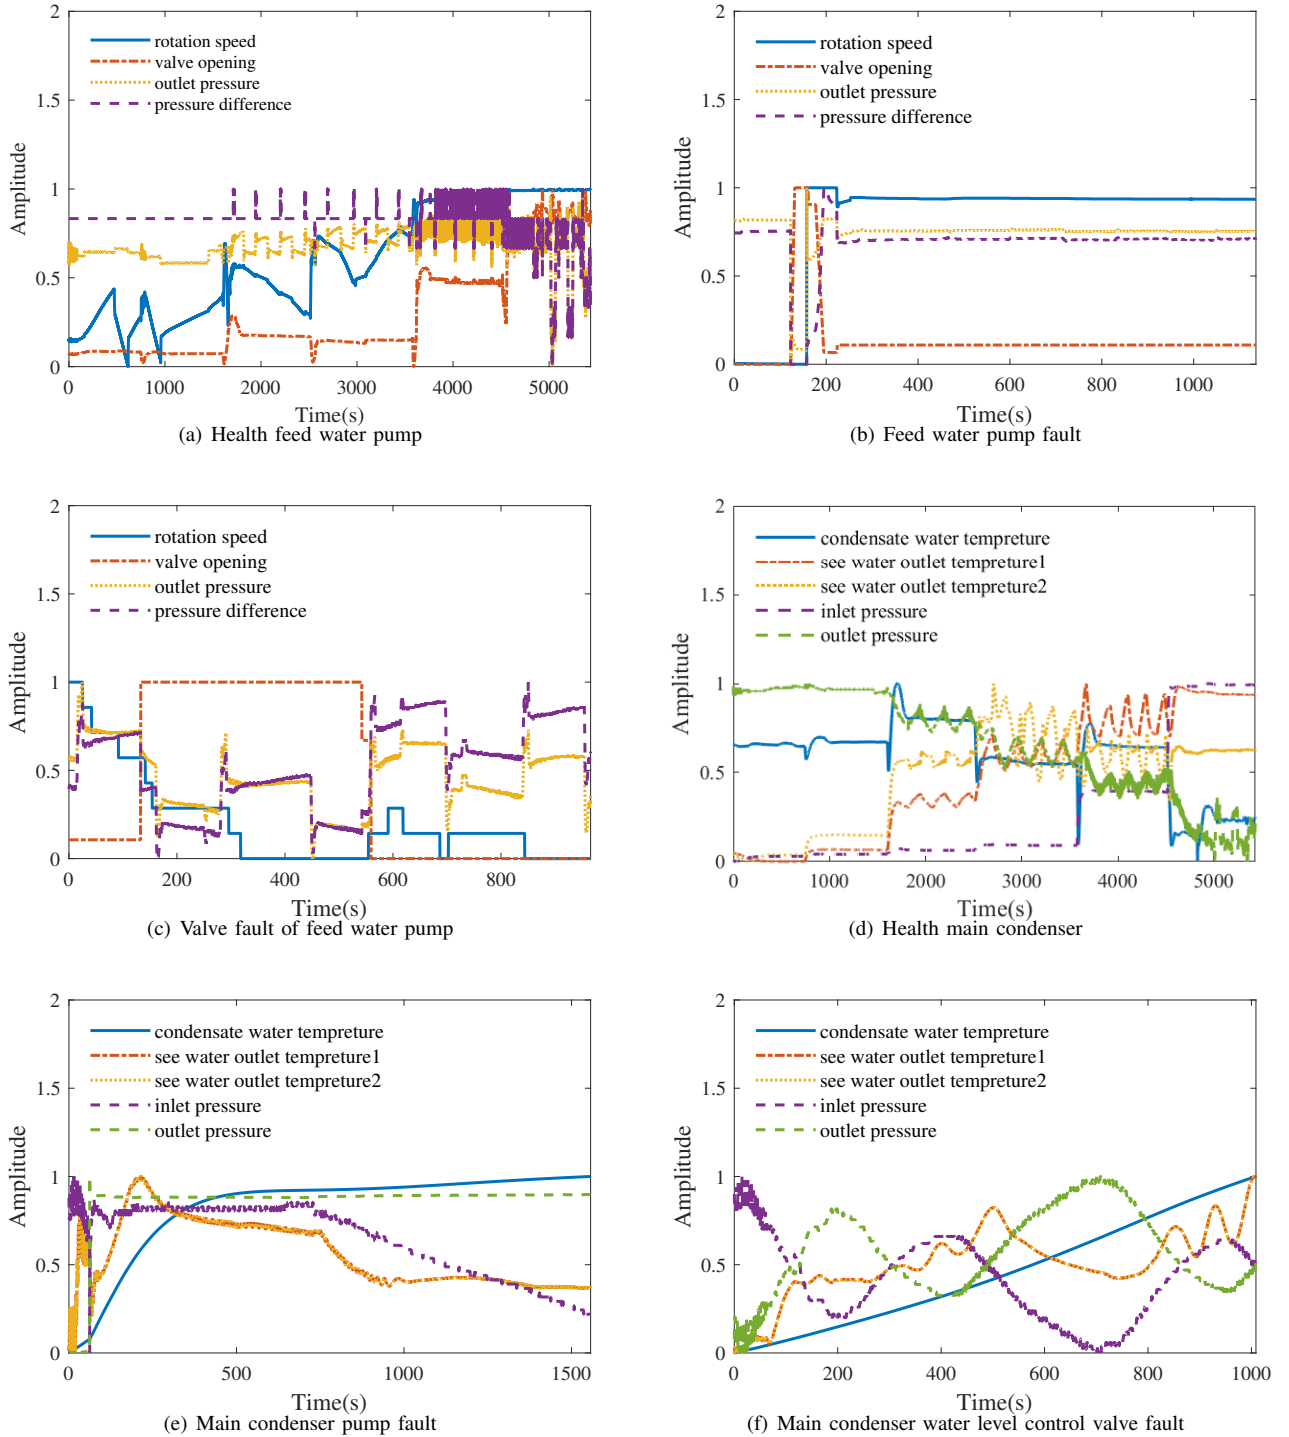 2
1.5
1
0.5
0
Amplitude
rotation speed
valve opening
outlet pressure
pressure difference
0 1000 2000 3000 4000 5000
Time(s)
(a) Health feed water pump
2
1.5
1
0.5
0
Amplitude
rotation speed
valve opening
outlet pressure
pressure difference
0 200 400 600 800 1000
Time(s)
(b) Feed water pump fault
2
1.5
1
0.5
0
Amplitude
rotation speed
valve opening
outlet pressure
pressure difference
0 200 400 600 800
Time(s)
(c) Valve fault of feed water pump
2
1.5
1
0.5
0
Amplitude
condensate water tempreture
see water outlet tempreture1
see water outlet tempreture2
inlet pressure
outlet pressure
0 1000 2000 3000 4000 5000
Time(s)
(d) Health main condenser
2
1.5
1
0.5
0
Amplitude
condensate water tempreture
see water outlet tempreture1
see water outlet tempreture2
inlet pressure
outlet pressure
0 500 1000 1500
Time(s)
(e) Main condenser pump fault
2
1.5
1
0.5
0
Amplitude
condensate water tempreture
see water outlet tempreture1
see water outlet tempreture2
inlet pressure
outlet pressure
0 200 400 600 800 1000
Time(s)
(f) Main condenser water level control valve fault